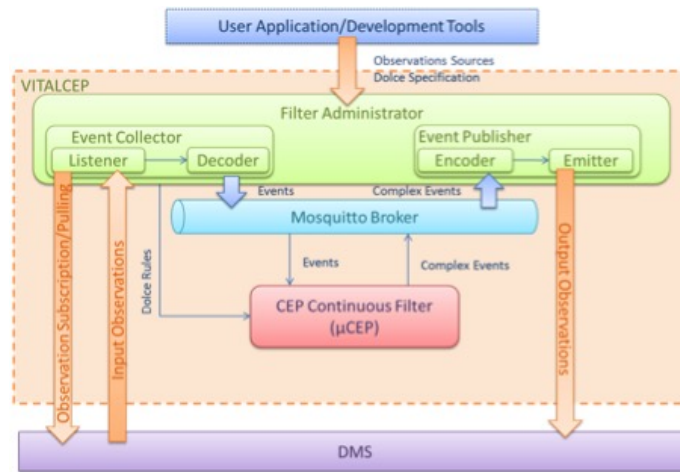 User Application/Development Tools
Observations Sources
Dolce Specification
VITALCEP
Filter Administrator
Event Collector
Event Publisher
Listener
Decoder
Encoder
Emitter
Events
Complex Events
Mosquitto Broker
Observation Subscription/Pulling
Input Observations
Dolce Rules
Events
Complex Events
Output Observations
CEP Continuous Filter
(µCEP)
DMS